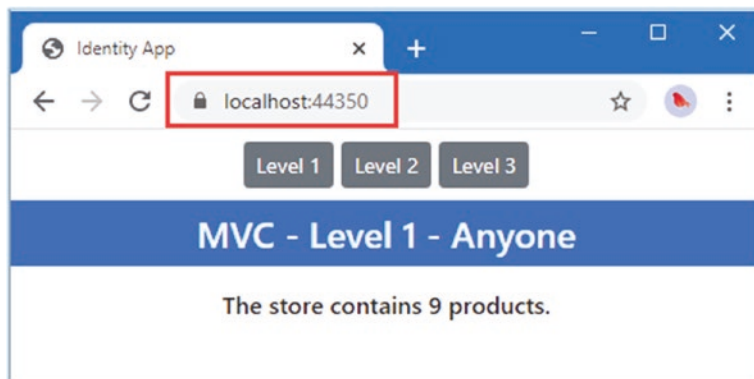 Identity App
localhost:44350
Level 1 Level 2 Level 3
MVC - Level 1 - Anyone
The store contains 9 products.